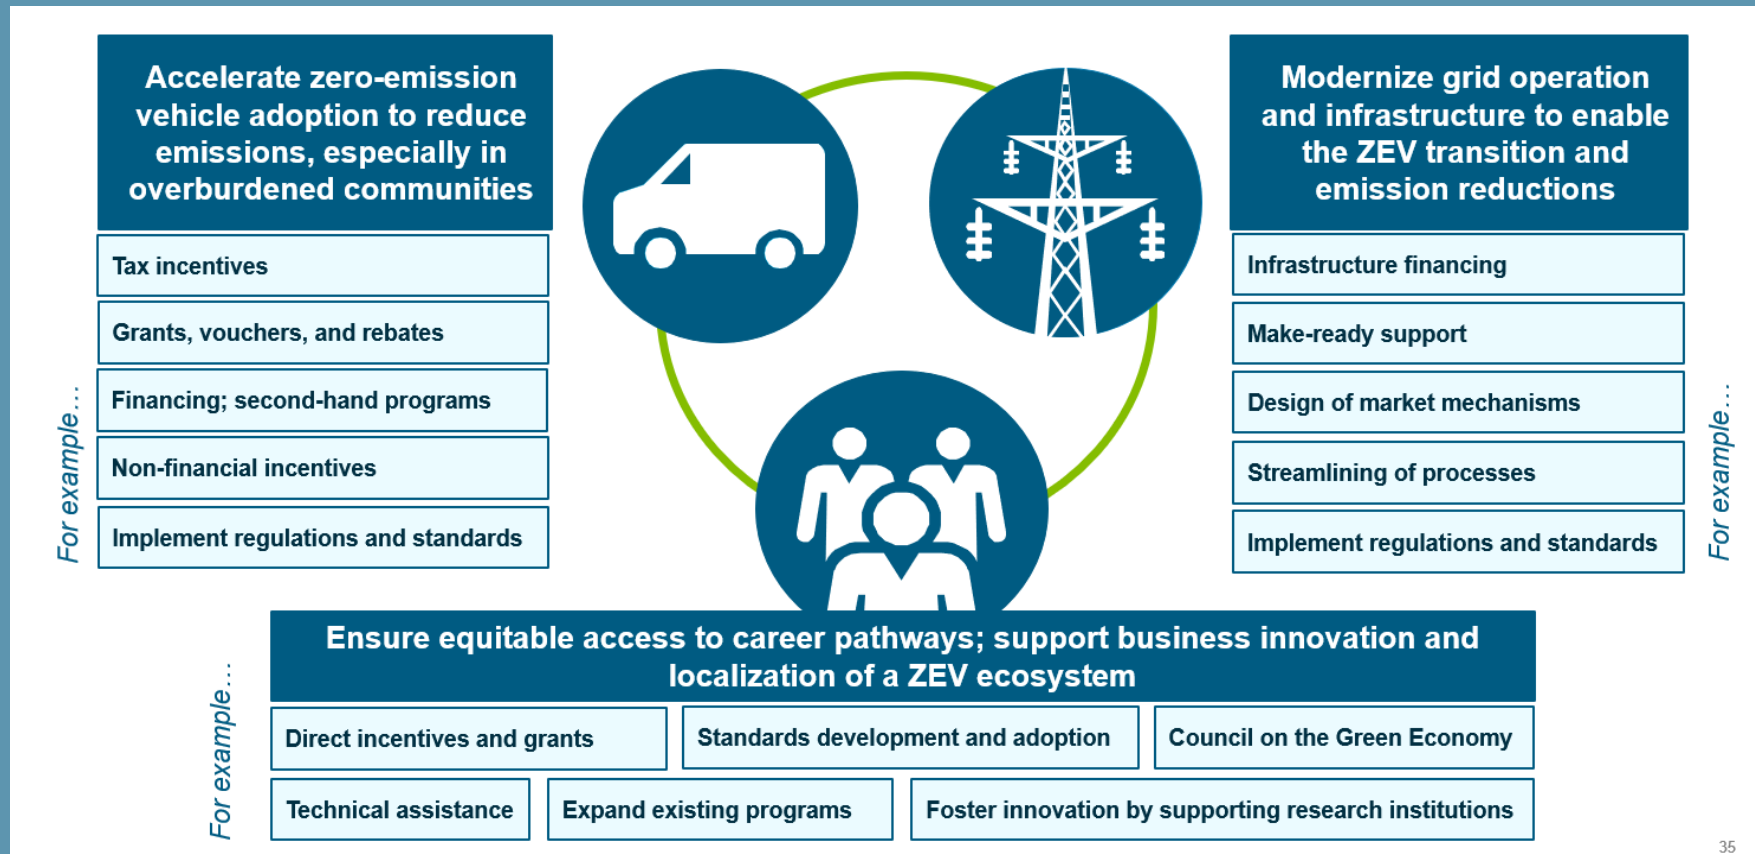 Accelerate zero-emission
vehicle adoption to reduce
emissions, especially in
overburdened communities
For example…
Tax incentives
Grants, vouchers, and rebates
Financing; second-hand programs
Non-financial incentives
Implement regulations and standards
Modernize grid operation
and infrastructure to enable
the ZEV transition and
emission reductions
Infrastructure financing
Make-ready support
Design of market mechanisms
Streamlining of processes
Implement regulations and standards
For example…
Ensure equitable access to career pathways; support business innovation and
localization of a ZEV ecosystem
For example…
Direct incentives and grants
Standards development and adoption
Council on the Green Economy
Technical assistance
Expand existing programs
Foster innovation by supporting research institutions
35